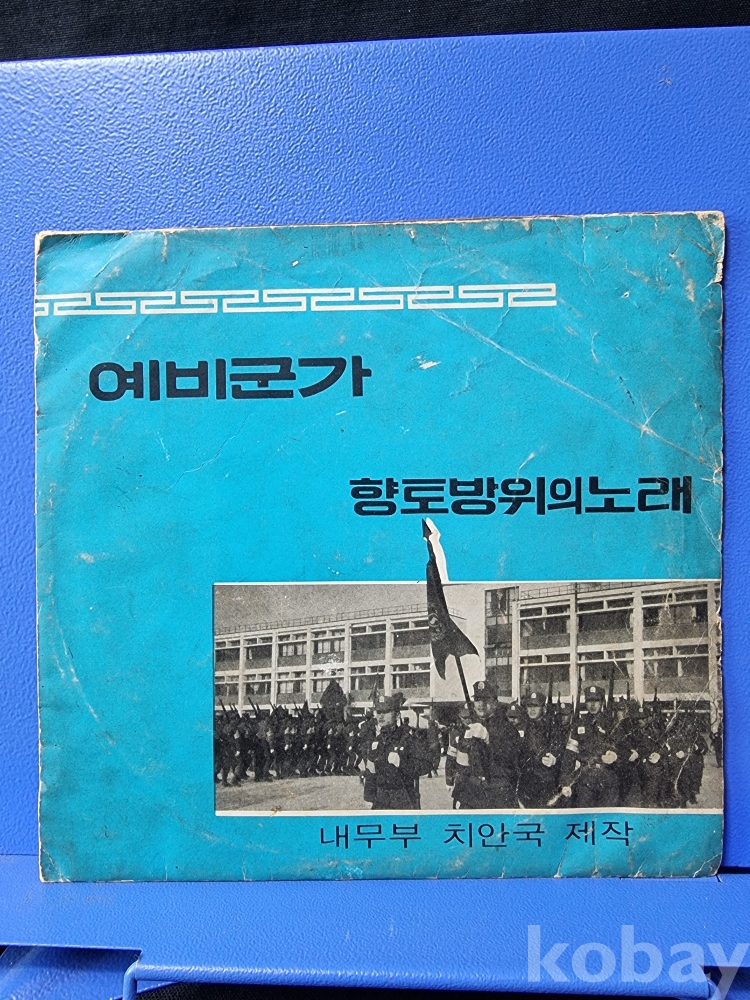 예비군가
향토방위의노래
내무부 치안국 제작
kobay